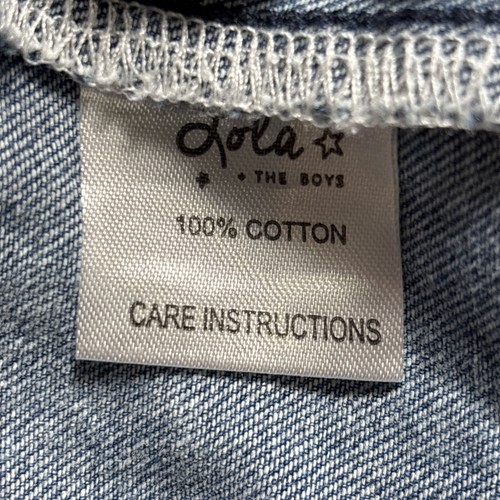 Lola
+ THE BOYS
100% COTTON
CARE INSTRUCTIONS